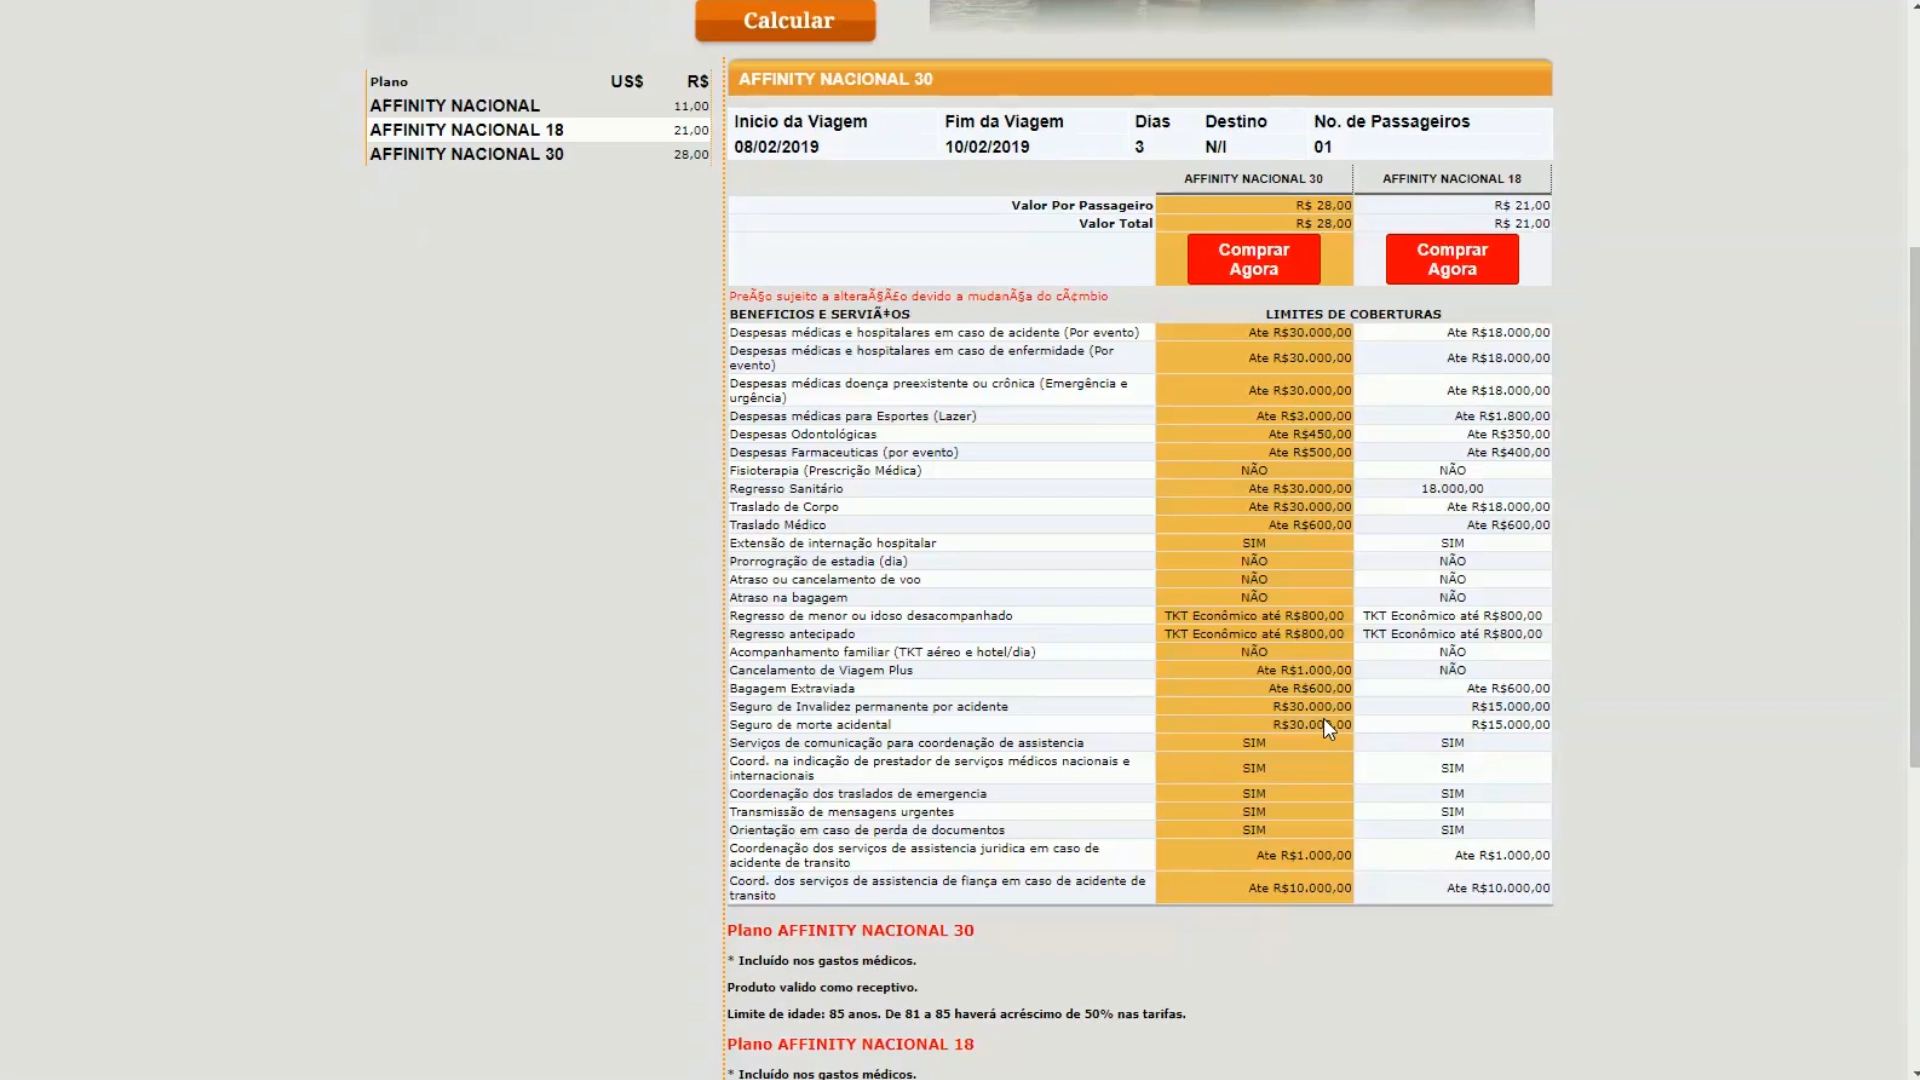 Calcular
Plano US$ R$
AFFINITY NACIONAL 11,00
AFFINITY NACIONAL 18 21,00
AFFINITY NACIONAL 30 28,00
AFFINITY NACIONAL 30
Inicio da Viagem Fim da Viagem Dias Destino No. de Passageiros
08/02/2019 10/02/2019 3 N/I 01
AFFINITY NACIONAL 30 AFFINITY NACIONAL 18
Valor Por Passageiro R$ 28,00 R$ 21,00
Valor Total R$ 28,00 R$ 21,00
Comprar Agora Comprar Agora
PreÃ§o sujeito a alteraÃ§Ã£o devido a mudanÃ§a do cÃ¢mbio
BENEFICIOS E SERVIÃ‡OS LIMITES DE COBERTURAS
Despesas médicas e hospitalares em caso de acidente (Por evento) Ate R$30.000,00 Ate R$18.000,00
Despesas médicas e hospitalares em caso de enfermidade (Por
evento) Ate R$30.000,00 Ate R$18.000,00
Despesas médicas doença preexistente ou crônica (Emergência e
urgência) Ate R$30.000,00 Ate R$18.000,00
Despesas médicas para Esportes (Lazer) Ate R$3.000,00 Ate R$1.800,00
Despesas Odontológicas Ate R$450,00 Ate R$350,00
Despesas Farmaceuticas (por evento) Ate R$500,00 Ate R$400,00
Fisioterapia (Prescrição Médica) NÃO NÃO
Regresso Sanitário Ate R$30.000,00 18.000,00
Traslado de Corpo Ate R$30.000,00 Ate R$18.000,00
Traslado Médico Ate R$600,00 Ate R$600,00
Extensão de internação hospitalar SIM SIM
Prorrogração de estadia (dia) NÃO NÃO
Atraso ou cancelamento de voo NÃO NÃO
Atraso na bagagem NÃO NÃO
Regresso de menor ou idoso desacompanhado TKT Econômico até R$800,00 TKT Econômico até R$800,00
Regresso antecipado TKT Econômico até R$800,00 TKT Econômico até R$800,00
Acompanhamento familiar (TKT aéreo e hotel/dia) NÃO NÃO
Cancelamento de Viagem Plus Ate R$1.000,00 NÃO
Bagagem Extraviada Ate R$600,00 Ate R$600,00
Seguro de Invalidez permanente por acidente R$30.000,00 R$15.000,00
Seguro de morte acidental R$30.000,00 R$15.000,00
Serviços de comunicação para coordenação de assistencia SIM SIM
Coord. na indicação de prestador de serviços médicos nacionais e
internacionais SIM SIM
Coordenação dos traslados de emergencia SIM SIM
Transmissão de mensagens urgentes SIM SIM
Orientação em caso de perda de documentos SIM SIM
Coordenação dos serviços de assistencia juridica em caso de
acidente de transito Ate R$1.000,00 Ate R$1.000,00
Coord. dos serviços de assistencia de fiança em caso de acidente de
transito Ate R$10.000,00 Ate R$10.000,00
Plano AFFINITY NACIONAL 30
* Incluído nos gastos médicos.
Produto valido como receptivo.
Limite de idade: 85 anos. De 81 a 85 haverá acréscimo de 50% nas tarifas.
Plano AFFINITY NACIONAL 18
* Incluído nos gastos médicos.